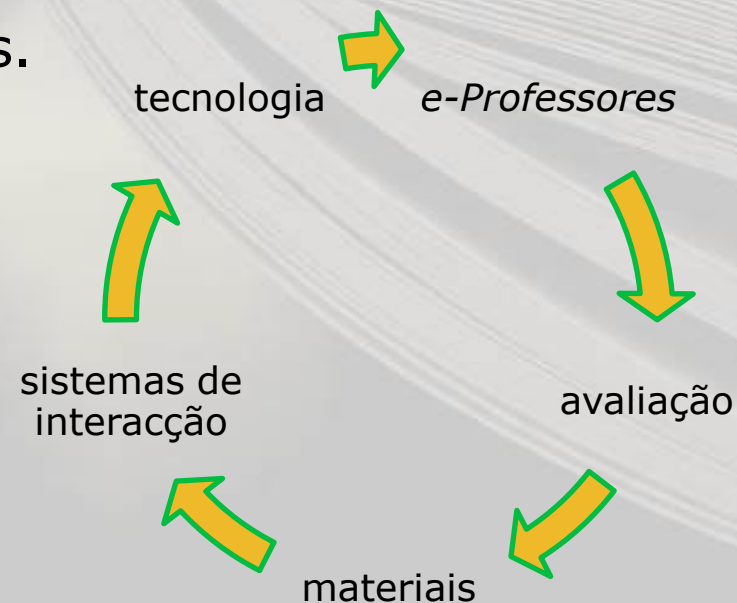 s.
tecnologia
e-Professores
sistemas de
interacção
avaliação
materiais